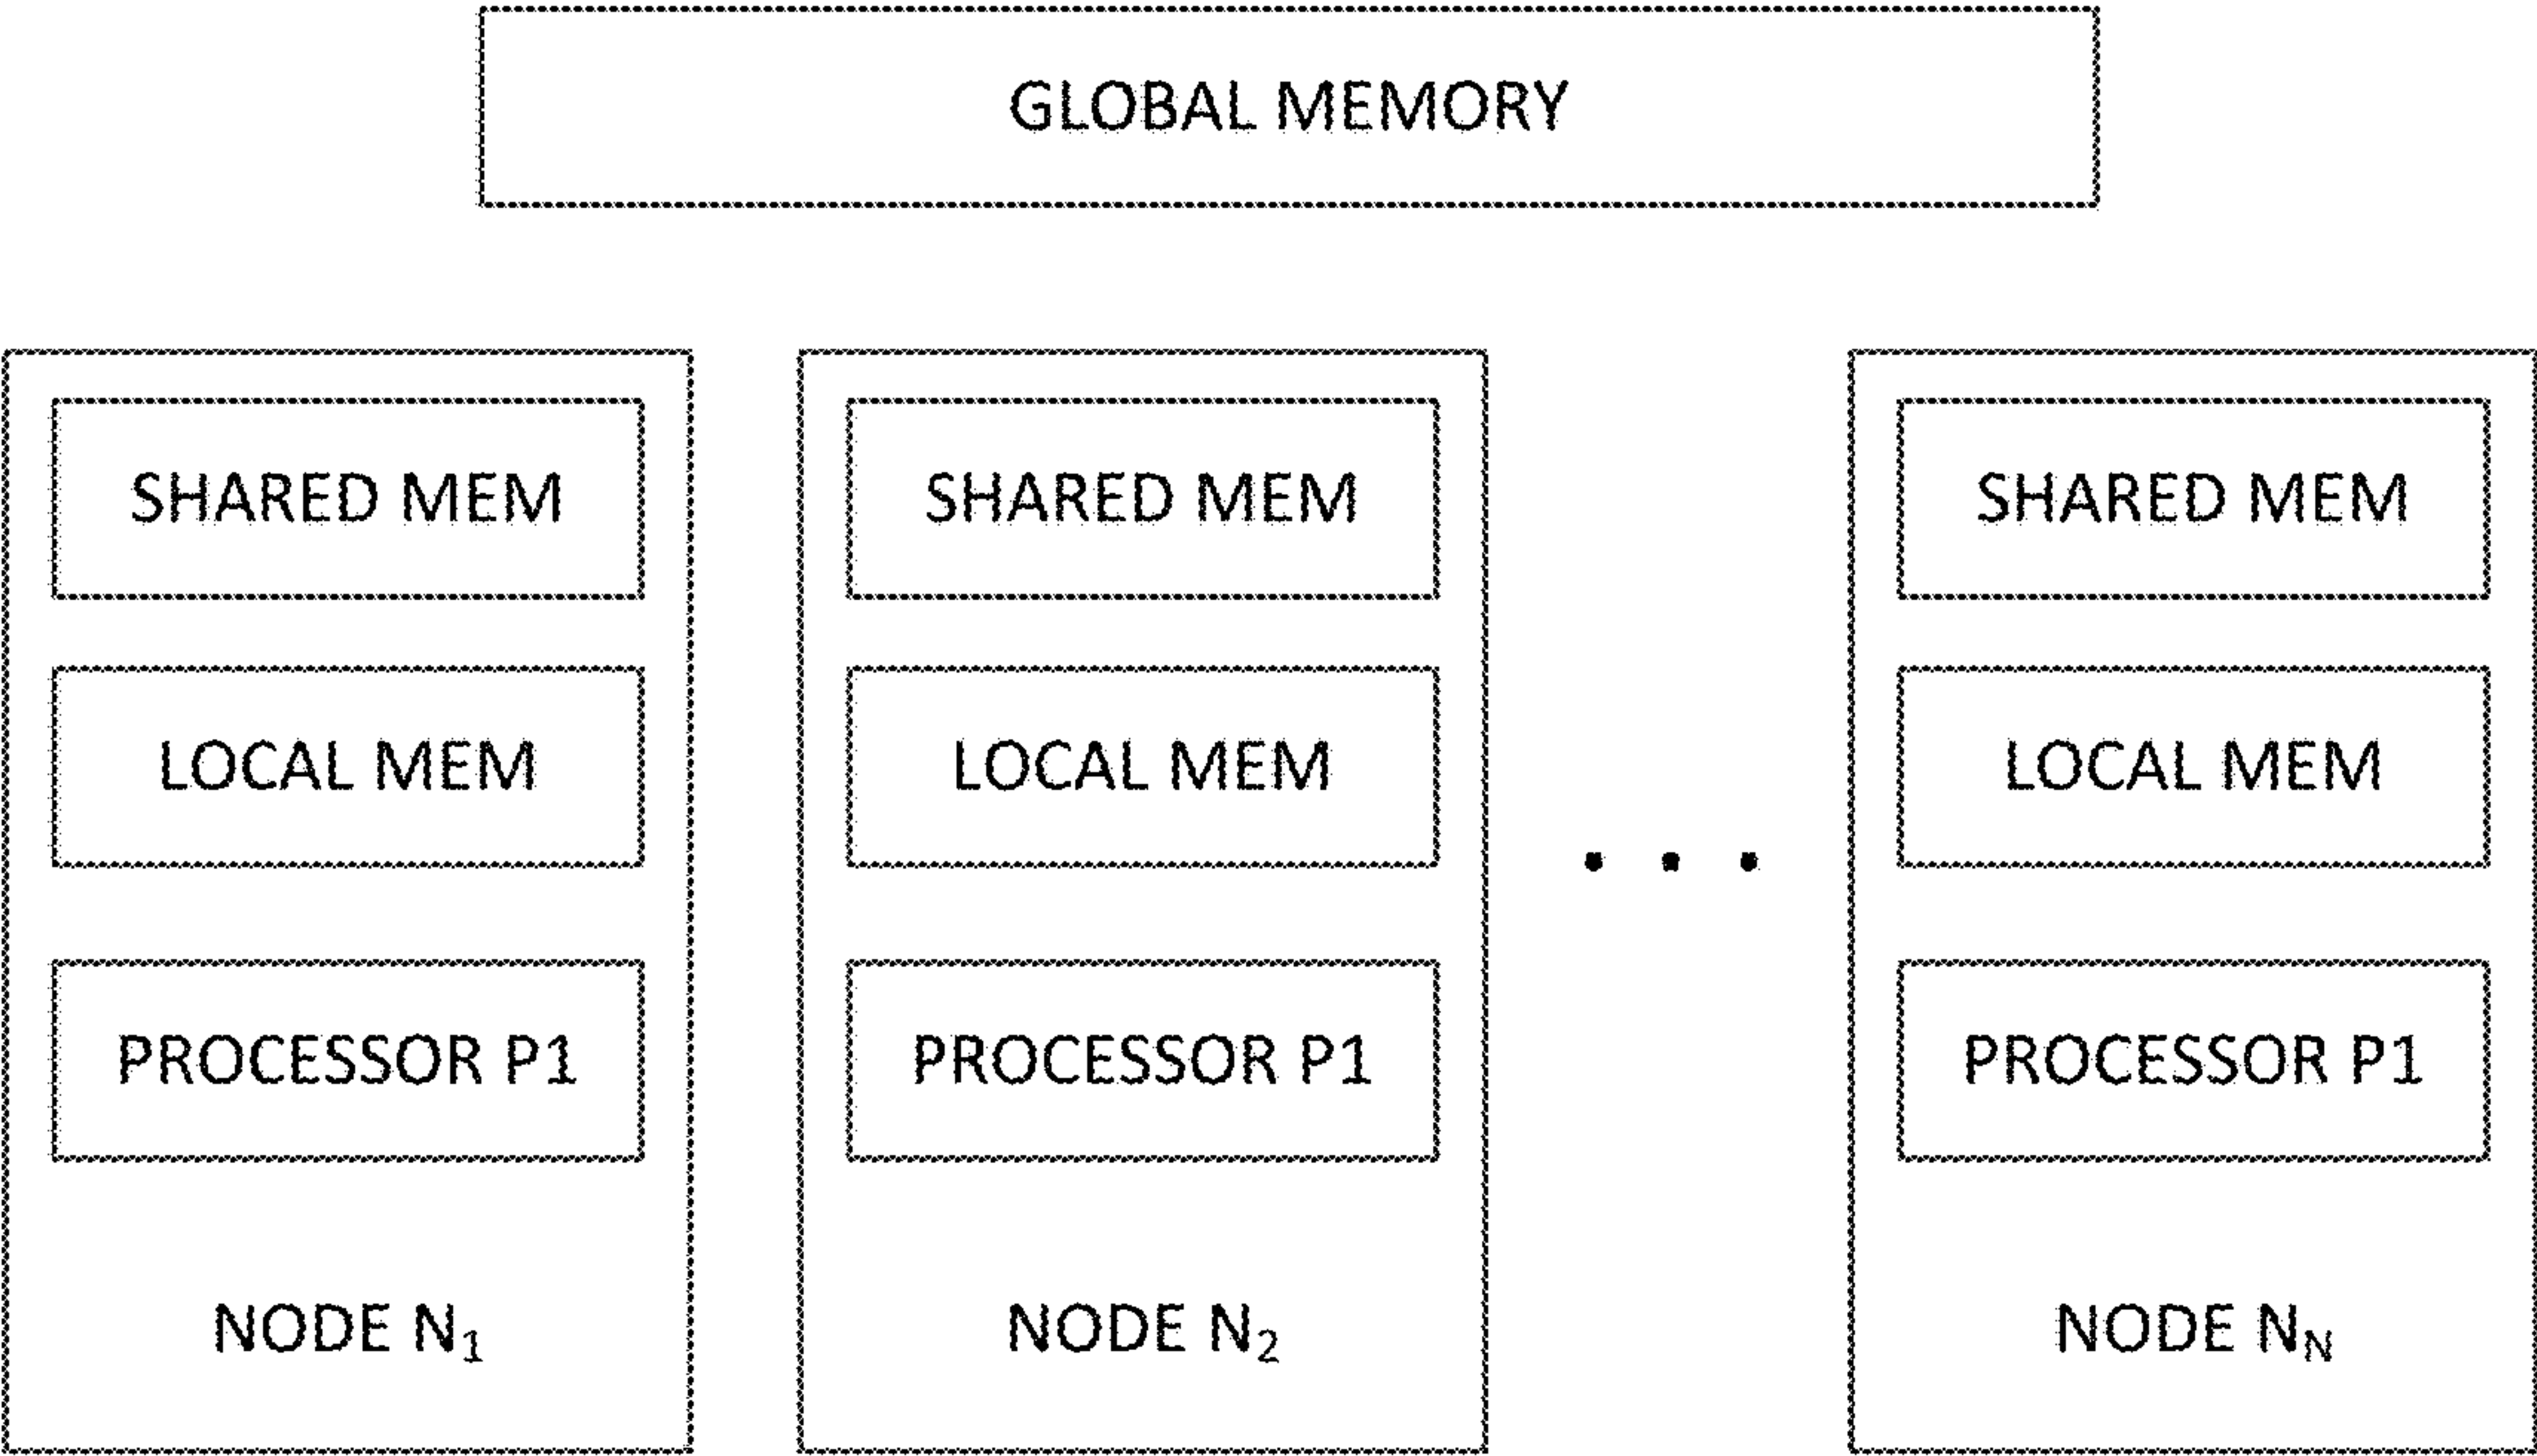 GLOBAL MEMORY
SHARED MEM
LOCAL MEM
PROCESSOR P1
NODE N₁
SHARED MEM
LOCAL MEM
PROCESSOR P1
NODE N₂
. . .
SHARED MEM
LOCAL MEM
PROCESSOR P1
NODE N_N